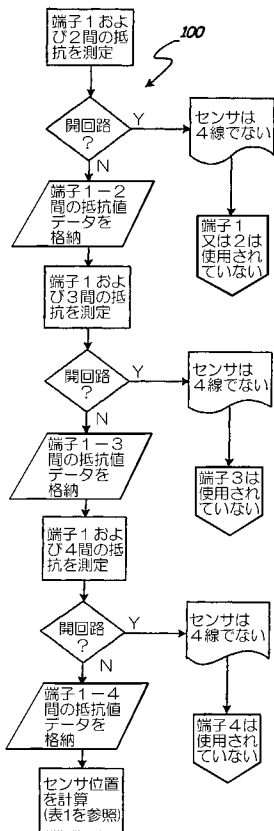 端子1およ
び2間の抵
抗を測定
100
開回路
?
Y
センサは
4線でない
N
端子1-2
間の抵抗値
データを
格納
端子1
又は2は
使用され
ていない
端子1およ
び3間の抵
抗を測定
開回路
?
Y
センサは
4線でない
N
端子1-3
間の抵抗値
データを
格納
端子3は
使用され
ていない
端子1およ
び4間の抵
抗を測定
開回路
?
Y
センサは
4線でない
N
端子1-4
間の抵抗値
データを
格納
端子4は
使用され
ていない
センサ位置
を計算
(表1を参照)